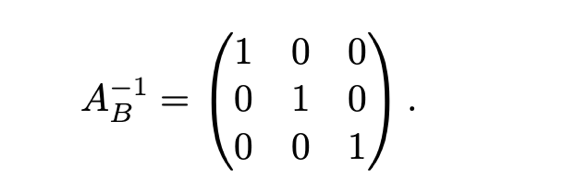 $A_B^{-1} = \begin{pmatrix} 1 & 0 & 0 \\ 0 & 1 & 0 \\ 0 & 0 & 1 \end{pmatrix}.$